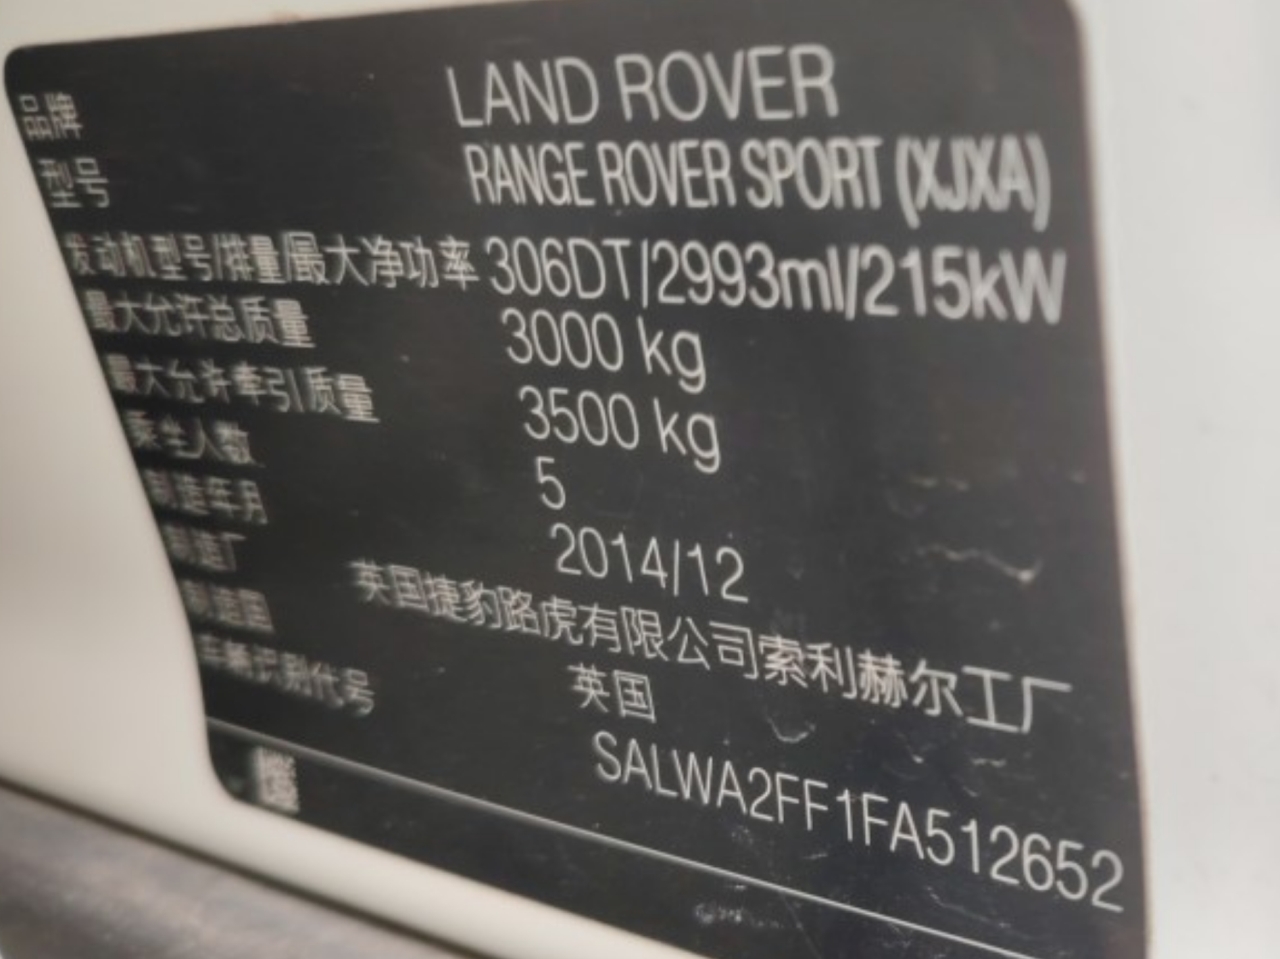 品牌 LAND ROVER
型号 RANGE ROVER SPORT (XJXA)
发动机型号/排量/最大净功率 306DT/2993ml/215kW
最大允许总质量 3000 kg
最大允许牵引质量 3500 kg
乘坐人数 5
制造年月 2014/12
制造厂 英国捷豹路虎有限公司索利赫尔工厂
制造国 英国
车辆识别代号 SALWA2FF1FA512652